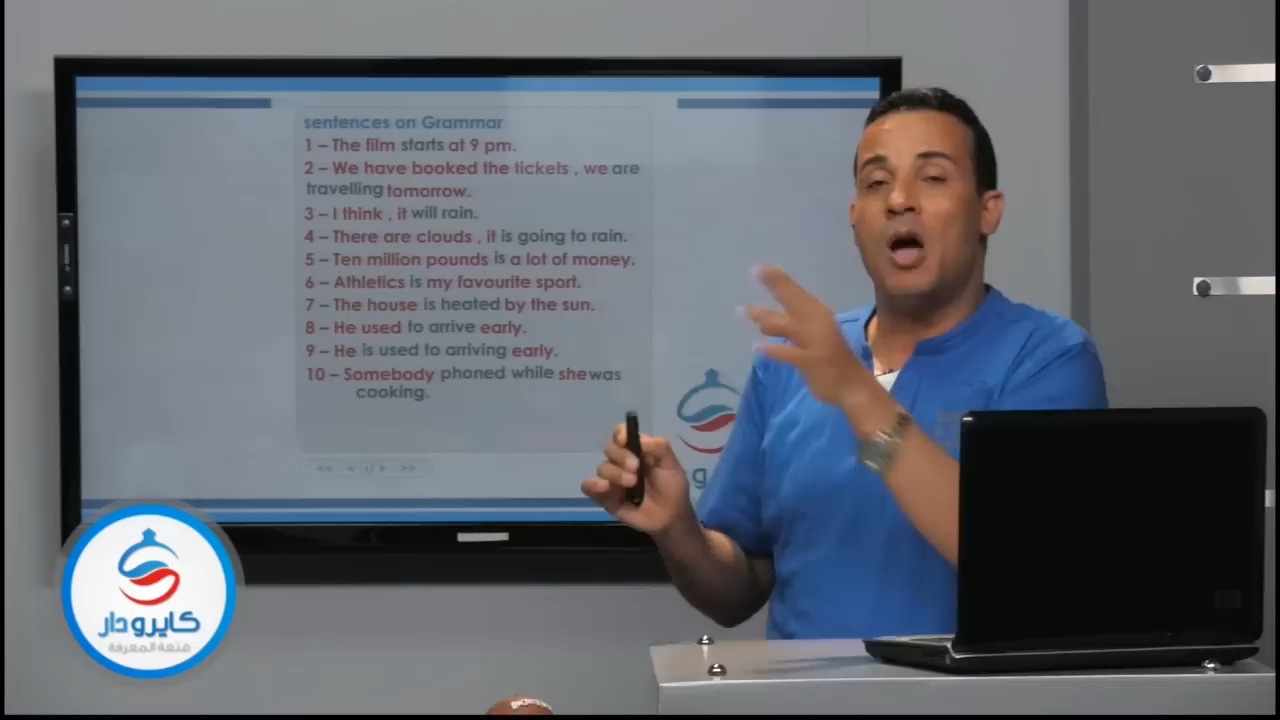 sentences on Grammar
1 – The film starts at 9 pm.
2 – We have booked the tickets , we are
travelling tomorrow.
3 – I think , it will rain.
4 – There are clouds , it is going to rain.
5 – Ten million pounds is a lot of money.
6 – Athletics is my favourite sport.
7 – The house is heated by the sun.
8 – He used to arrive early.
9 – He is used to arriving early.
10 – Somebody phoned while she was
cooking.
كايرودار
متعة المعرفة